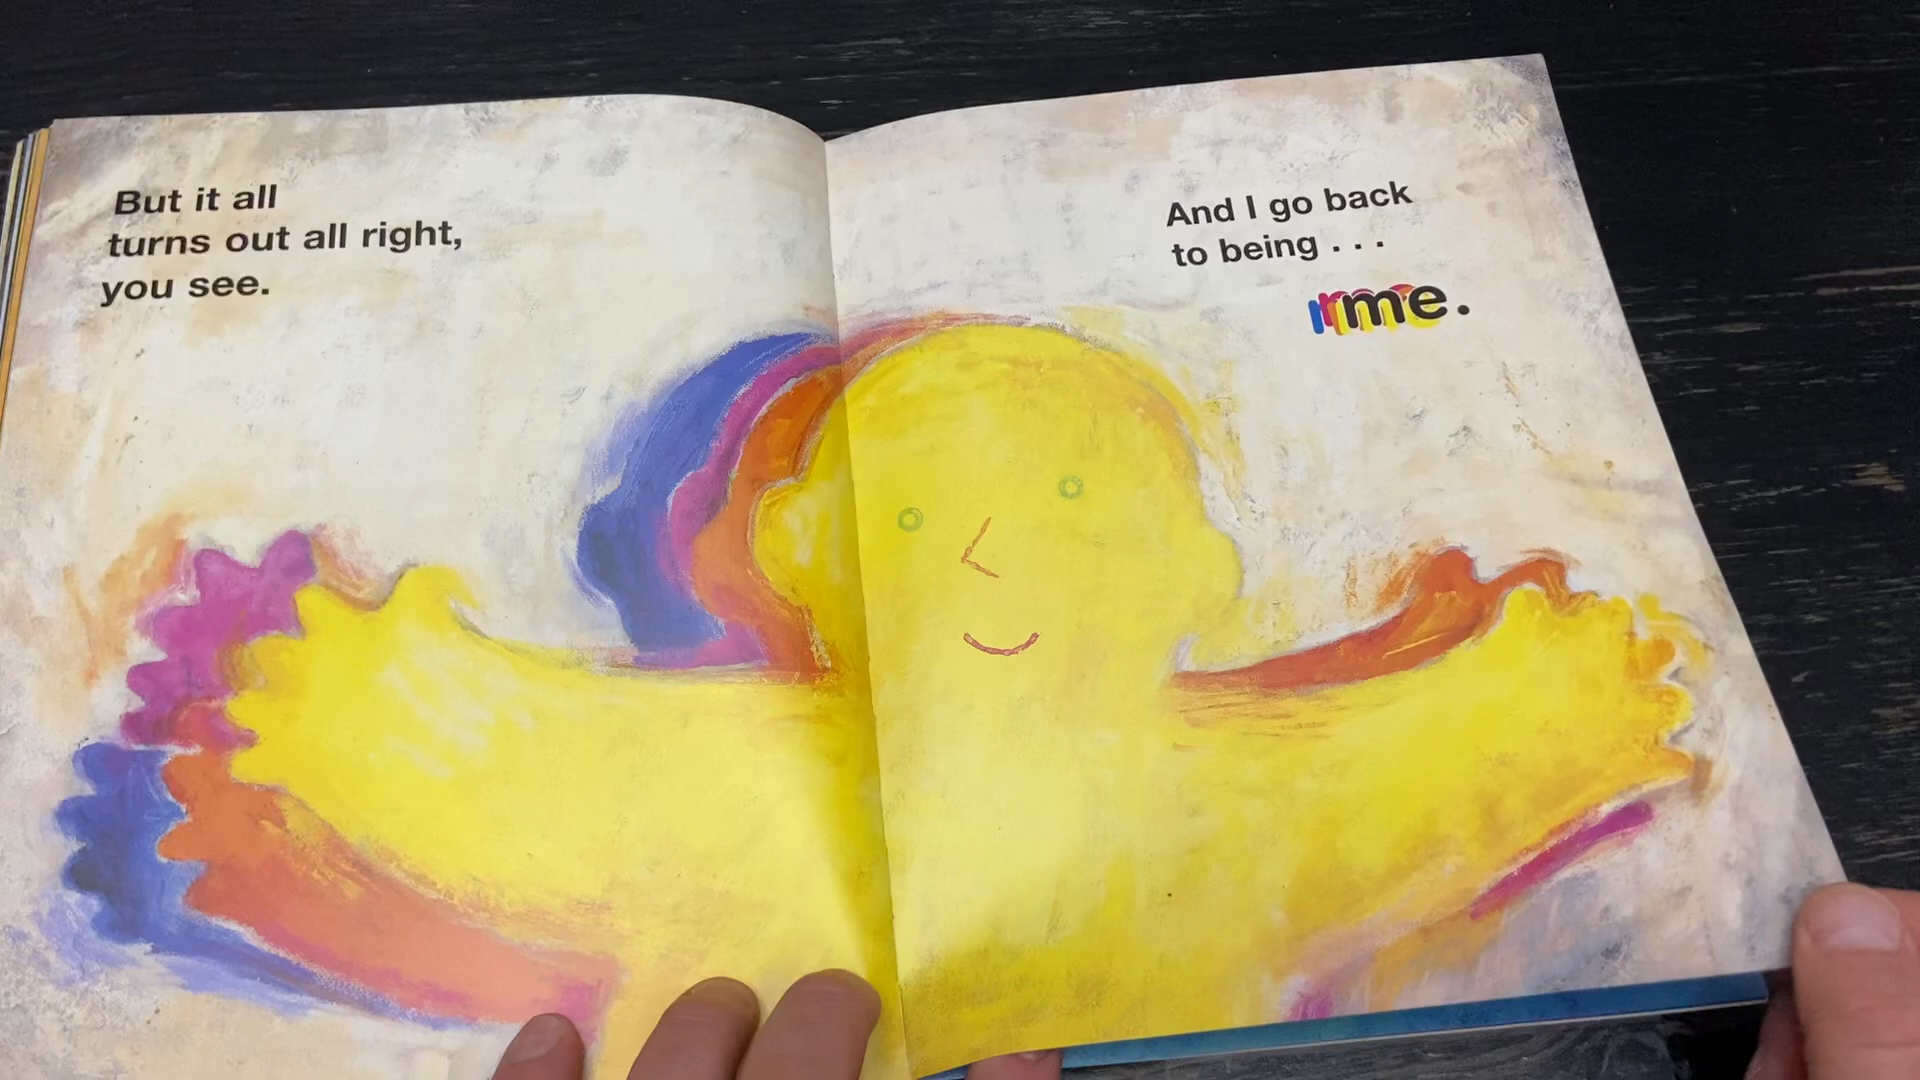 But it all
turns out all right,
you see.
And I go back
to being . . .
me.